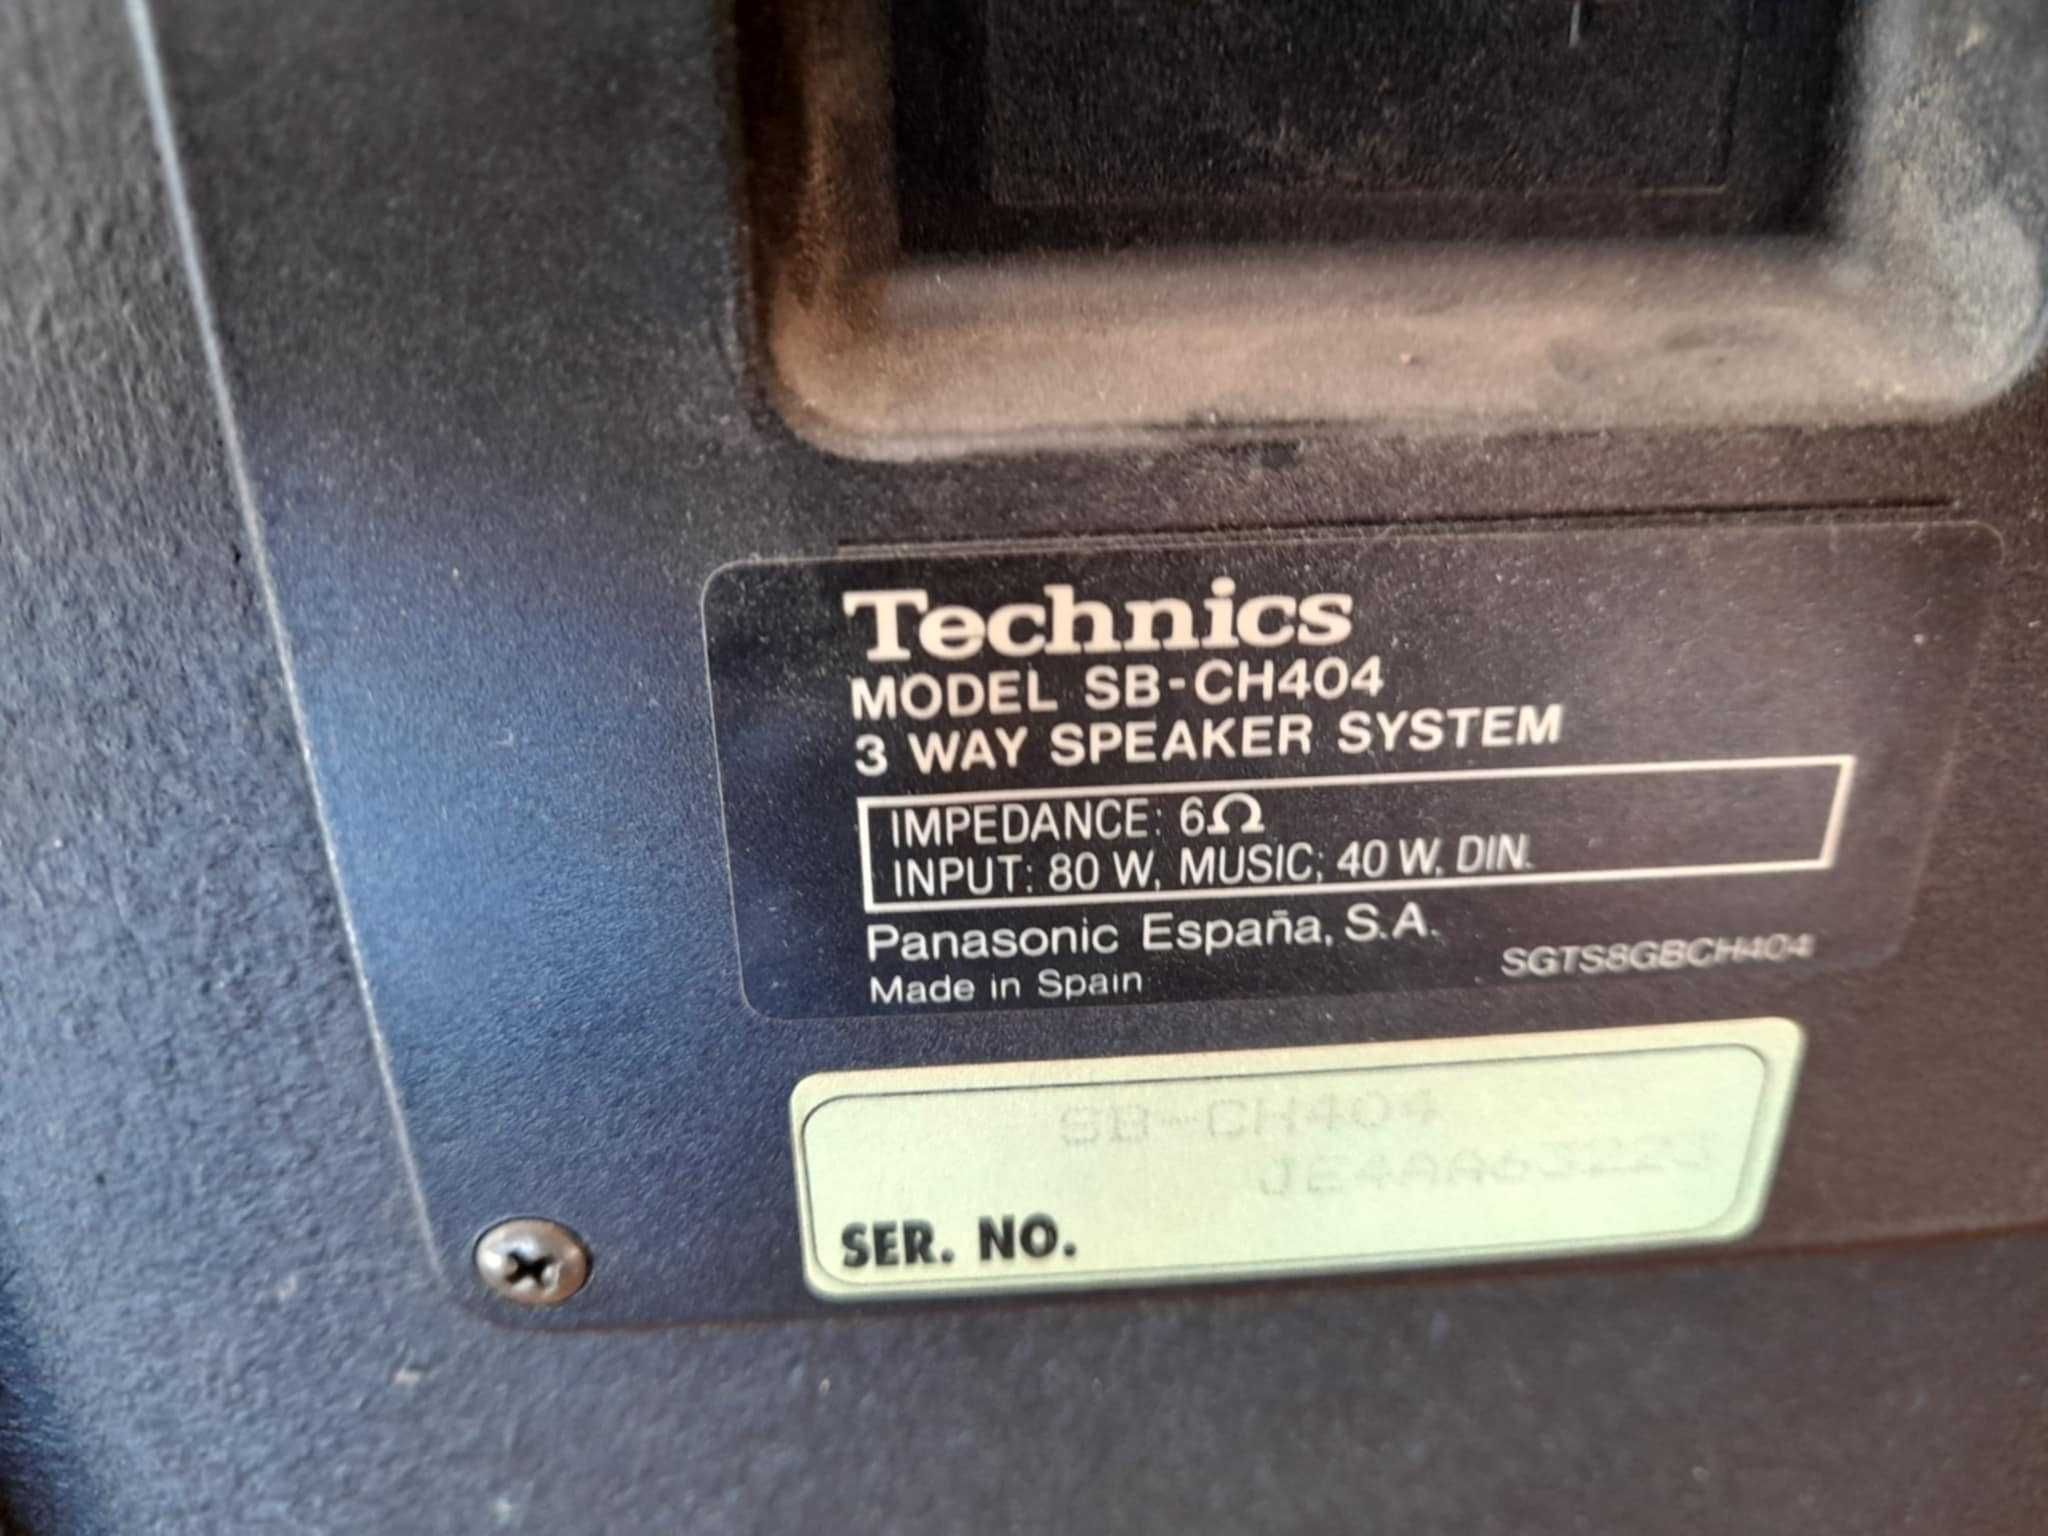 Technics
MODEL SB-CH404
3 WAY SPEAKER SYSTEM
IMPEDANCE: 6Ω
INPUT: 80 W, MUSIC; 40 W, DIN.
Panasonic España, S.A.
Made in Spain
SGTS8GBCH404
SB-CH404
JE4AA63223
SER. NO.